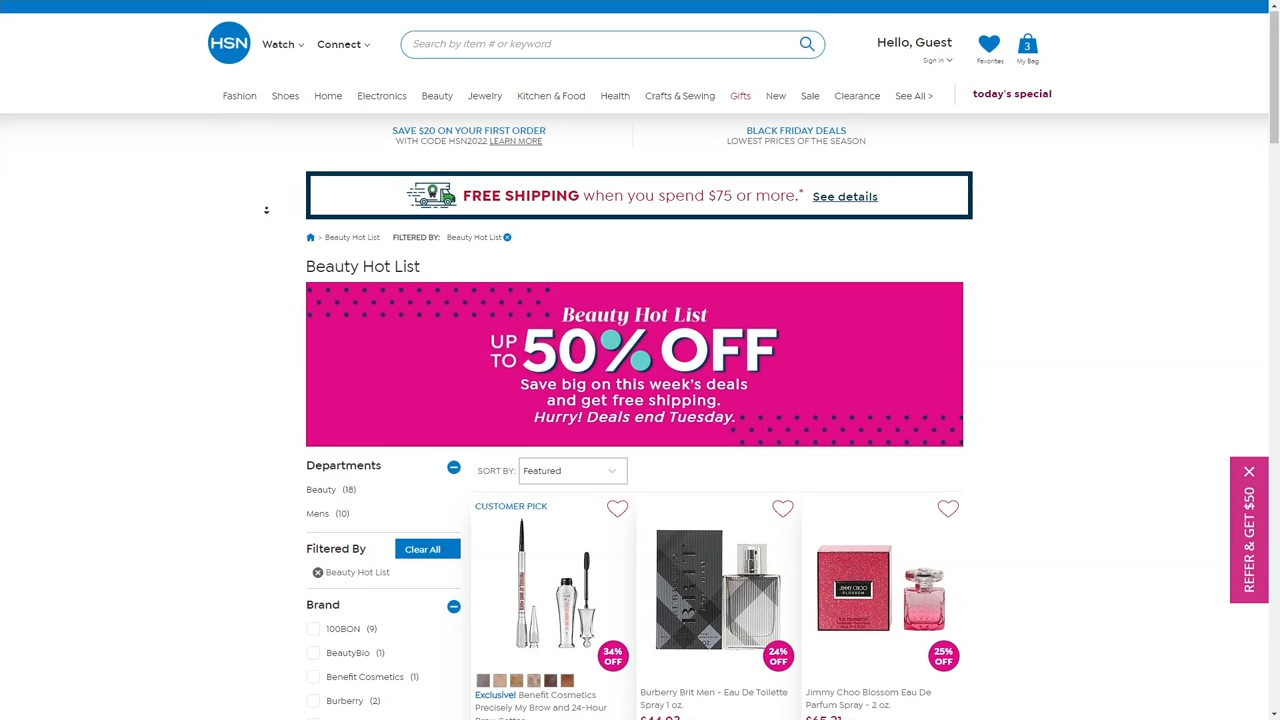 HSN
Watch
Connect
Search by item # or keyword
Hello, Guest
Sign In
Favorites
3
My Bag
Fashion
Shoes
Home
Electronics
Beauty
Jewelry
Kitchen & Food
Health
Crafts & Sewing
Gifts
New
Sale
Clearance
See All >
today's special
SAVE $20 ON YOUR FIRST ORDER
WITH CODE HSN2022 LEARN MORE
BLACK FRIDAY DEALS
LOWEST PRICES OF THE SEASON
FREE SHIPPING when you spend $75 or more.* See details
> Beauty Hot List
FILTERED BY: Beauty Hot List
Beauty Hot List
Beauty Hot List
UP TO 50% OFF
Save big on this week's deals
and get free shipping.
Hurry! Deals end Tuesday.
Departments
Beauty (18)
Mens (10)
Filtered By
Clear All
Beauty Hot List
Brand
100BON (9)
BeautyBio (1)
Benefit Cosmetics (1)
Burberry (2)
SORT BY: Featured
CUSTOMER PICK
34%
OFF
Exclusive! Benefit Cosmetics
Precisely My Brow and 24-Hour
BRIT
24%
OFF
Burberry Brit Men - Eau De Toilette
Spray 1 oz.
$44.03
JIMMY CHOO
BLOSSOM
25%
OFF
Jimmy Choo Blossom Eau De
Parfum Spray - 2 oz.
$65.21
REFER & GET $50